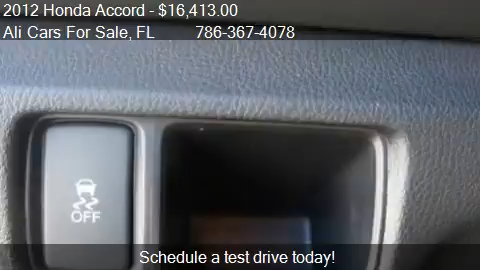 2012 Honda Accord - $16,413.00
Ali Cars For Sale, FL 786-367-4078
OFF
Schedule a test drive today!